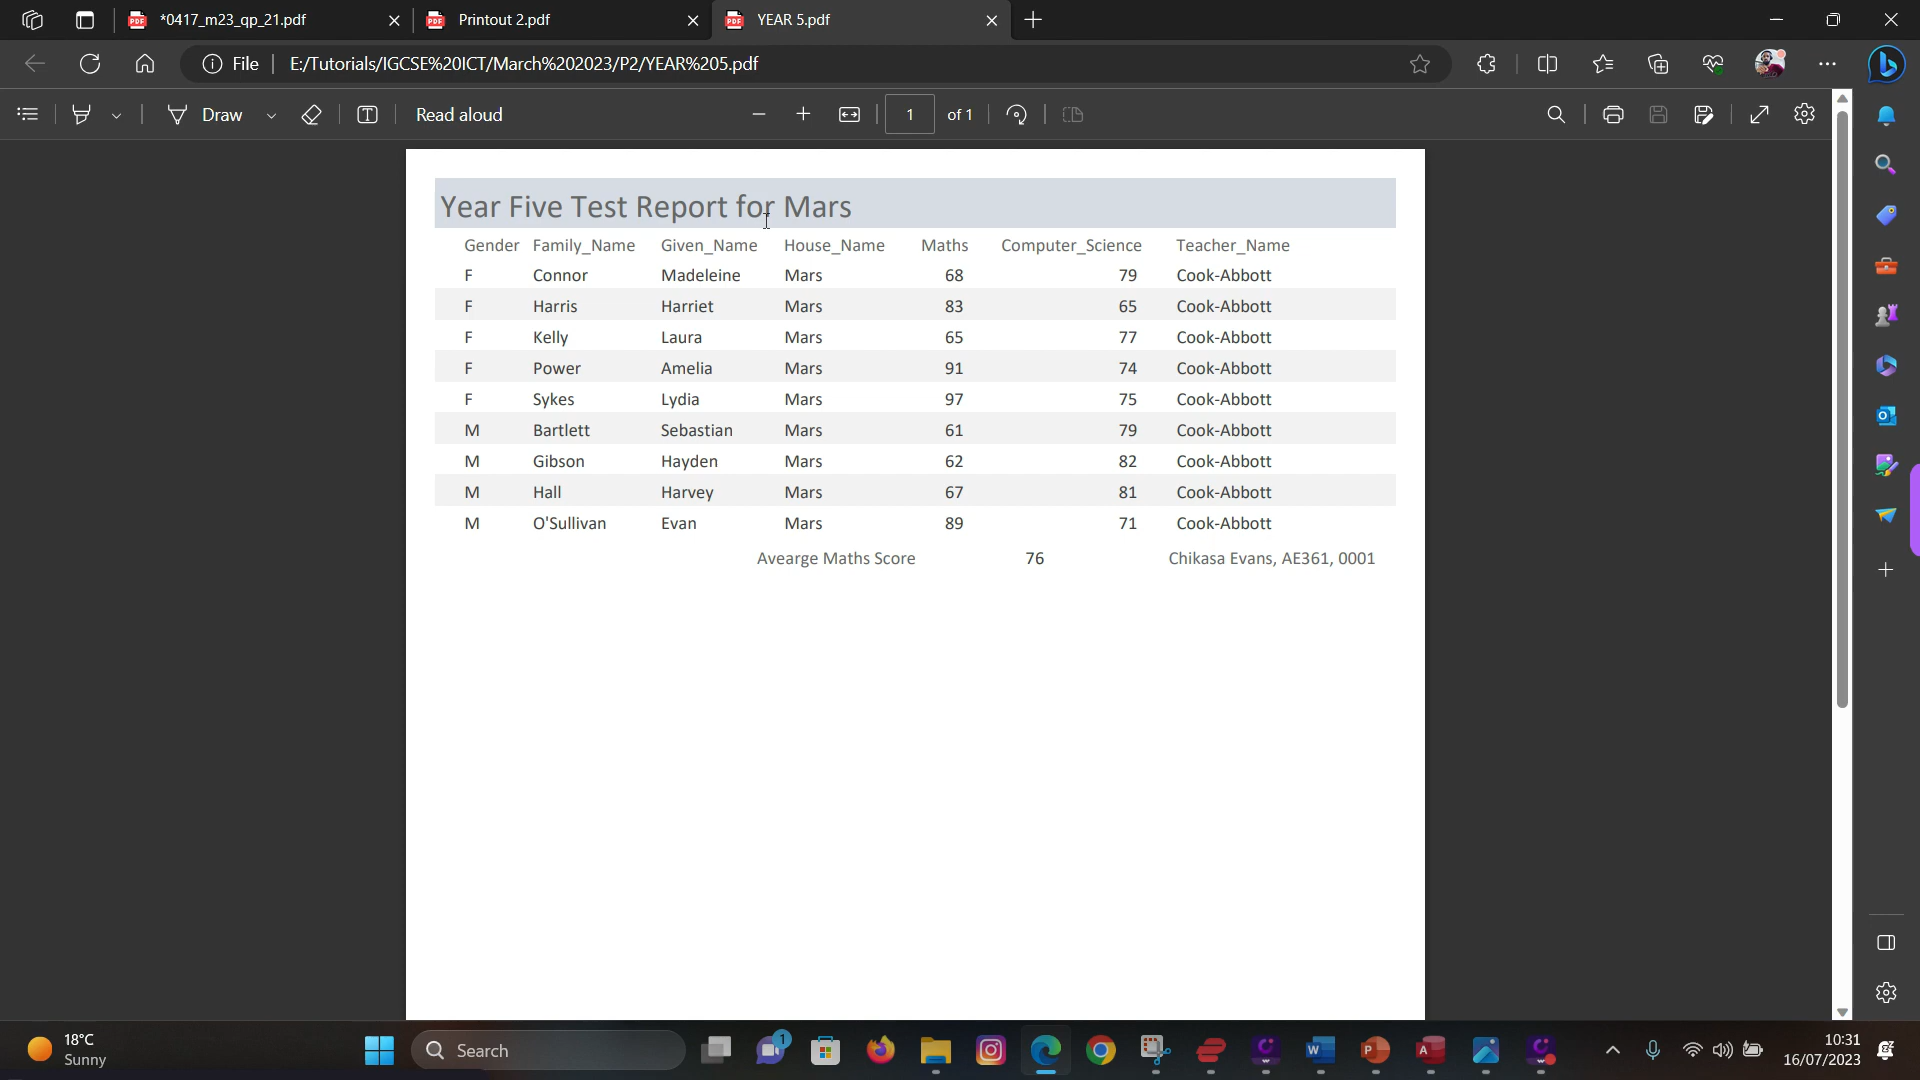 *0417_m23_qp_21.pdf
Printout 2.pdf
YEAR 5.pdf
File E:/Tutorials/IGCSE%20ICT/March%202023/P2/YEAR%205.pdf
Draw
Read aloud
1 of 1
Year Five Test Report for Mars
Gender Family_Name Given_Name House_Name Maths Computer_Science Teacher_Name
F Connor Madeleine Mars 68 79 Cook-Abbott
F Harris Harriet Mars 83 65 Cook-Abbott
F Kelly Laura Mars 65 77 Cook-Abbott
F Power Amelia Mars 91 74 Cook-Abbott
F Sykes Lydia Mars 97 75 Cook-Abbott
M Bartlett Sebastian Mars 61 79 Cook-Abbott
M Gibson Hayden Mars 62 82 Cook-Abbott
M Hall Harvey Mars 67 81 Cook-Abbott
M O'Sullivan Evan Mars 89 71 Cook-Abbott
Avearge Maths Score 76 Chikasa Evans, AE361, 0001
18°C
Sunny
Search
1
10:31
16/07/2023